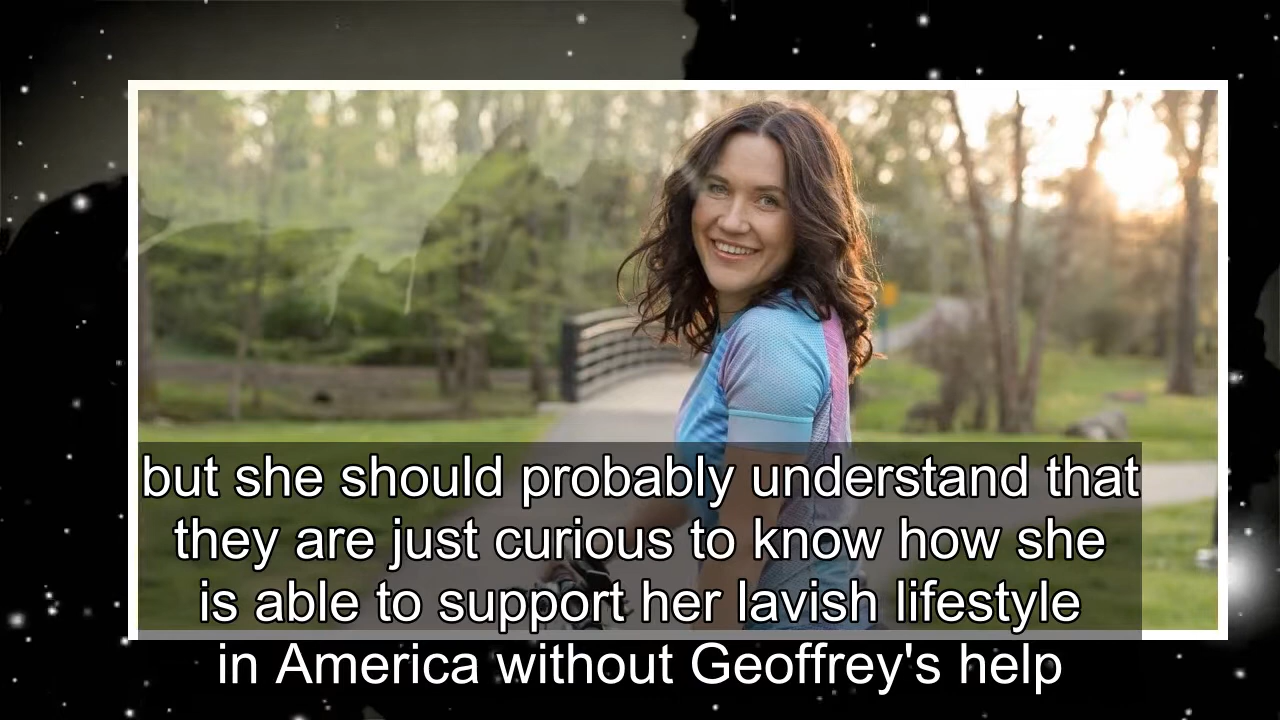 but she should probably understand that
they are just curious to know how she
is able to support her lavish lifestyle
in America without Geoffrey's help